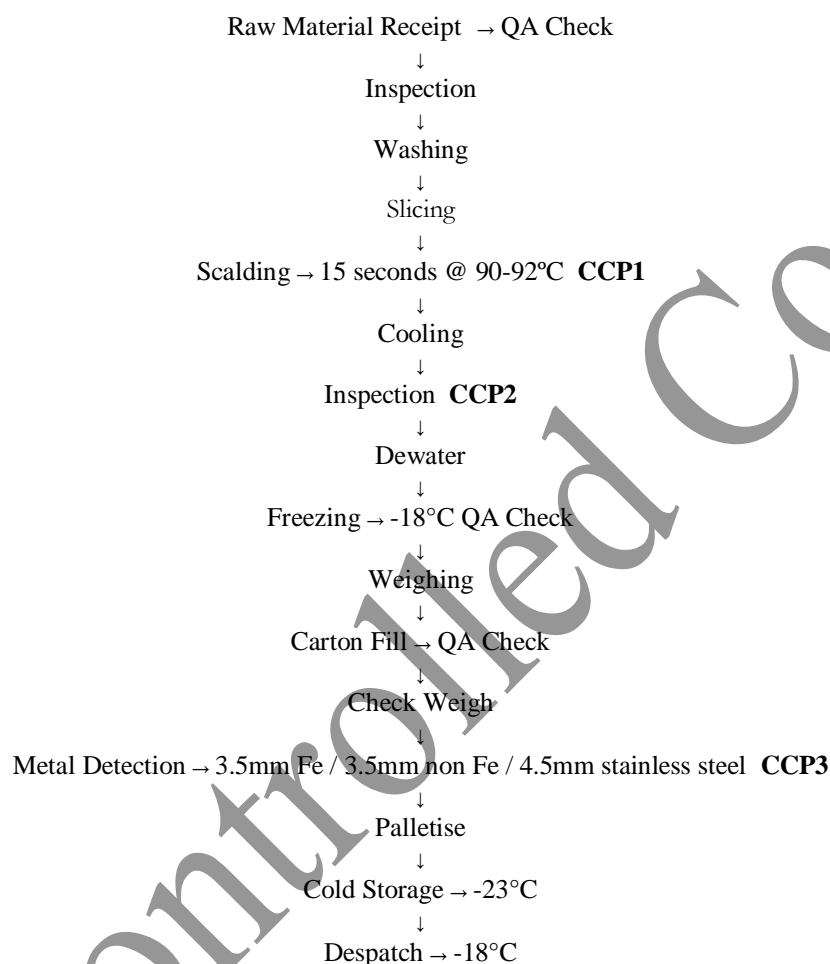 Raw Material Receipt → QA Check
↓
Inspection
↓
Washing
↓
Slicing
↓
Scalding → 15 seconds @ 90-92ºC CCP1
↓
Cooling
↓
Inspection CCP2
↓
Dewater
↓
Freezing → -18°C QA Check
↓
Weighing
↓
Carton Fill → QA Check
↓
Check Weigh
↓
Metal Detection → 3.5mm Fe / 3.5mm non Fe / 4.5mm stainless steel CCP3
↓
Palletise
↓
Cold Storage → -23°C
↓
Despatch → -18°C
ontrolled Co